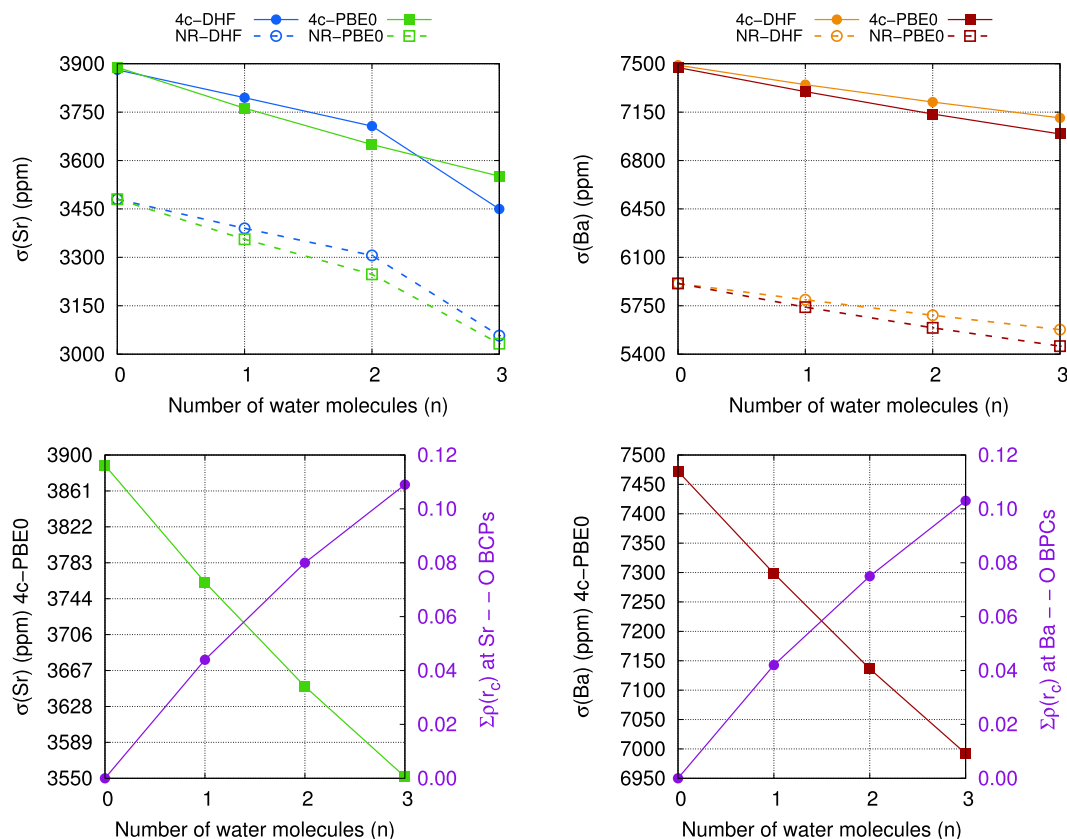 4c−DHF 4c−PBE0
NR−DHF NR−PBE0
3900
3750
3600
3450
3300
3150
3000
σ(Sr) (ppm)
0 1 2 3
Number of water molecules (n)
4c−DHF 4c−PBE0
NR−DHF NR−PBE0
7500
7150
6800
6450
6100
5750
5400
σ(Ba) (ppm)
0 1 2 3
Number of water molecules (n)
3900
3861
3822
3783
3744
3706
3667
3628
3589
3550
σ(Sr) (ppm) 4c−PBE0
0.12
0.10
0.08
0.06
0.04
0.02
0.00
Σρ(r_c) at Sr − − O BCPs
0 1 2 3
Number of water molecules (n)
7500
7450
7400
7350
7300
7250
7200
7150
7100
7050
7000
6950
σ(Ba) (ppm) 4c−PBE0
0.12
0.10
0.08
0.06
0.04
0.02
0.00
Σρ(r_c) at Ba − − O BPCs
0 1 2 3
Number of water molecules (n)